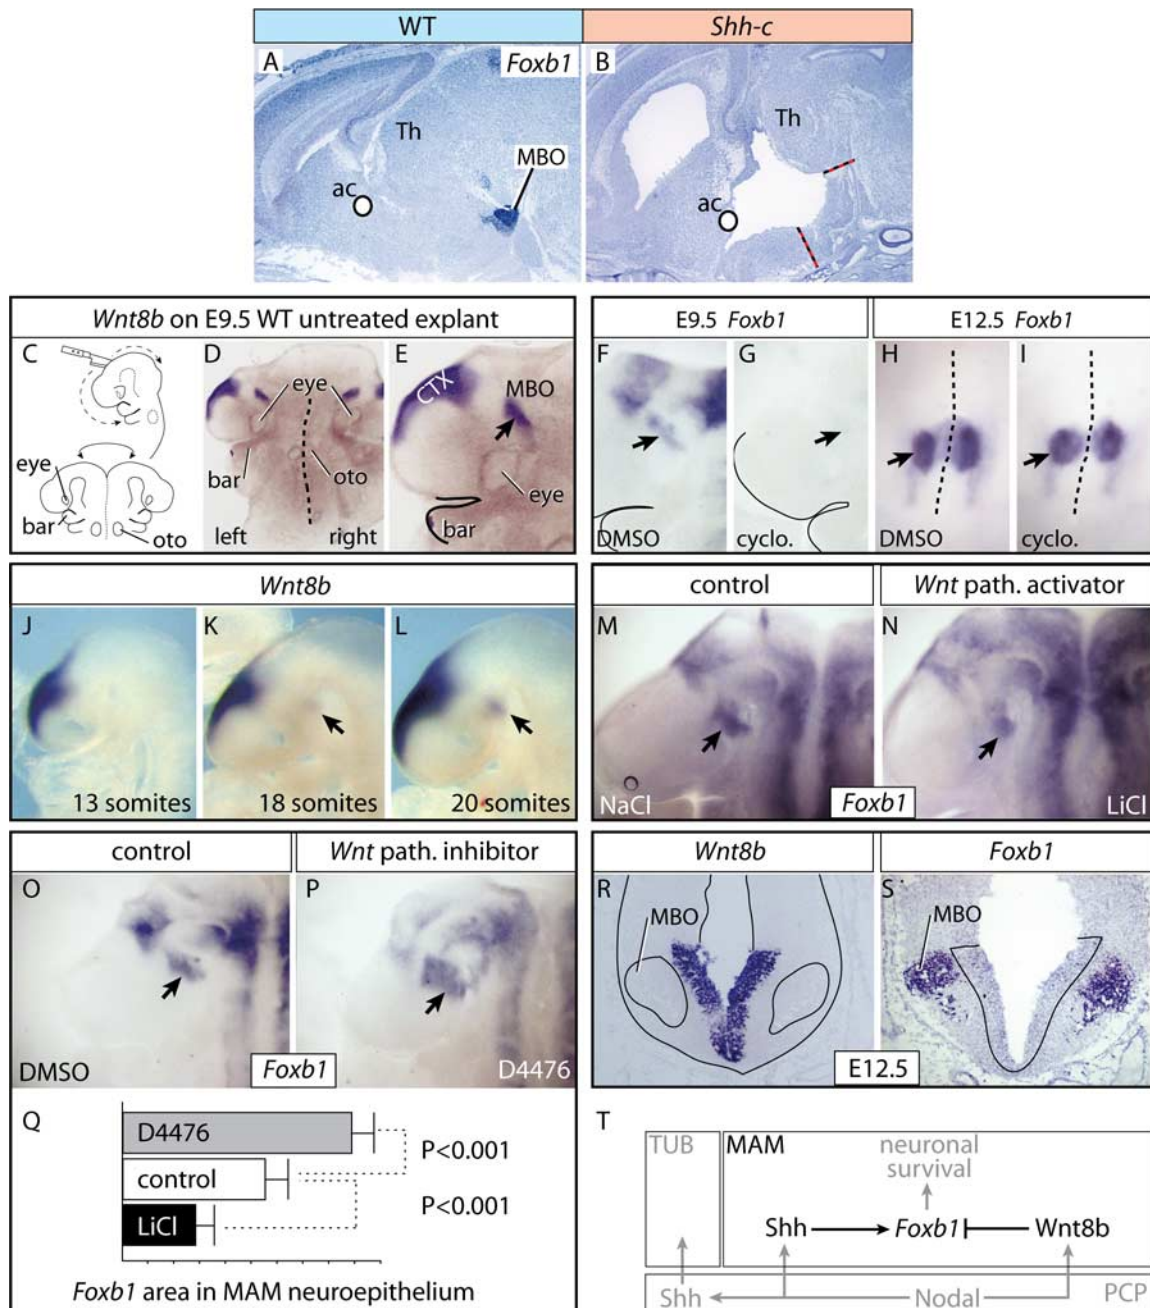 WT
Shh-c
A
Foxb1
Th
MBO
ac
B
Th
ac
Wnt8b on E9.5 WT untreated explant
C
eye
bar
oto
D
eye
bar
oto
left
right
E
CTX
MBO
eye
bar
E9.5 Foxb1
E12.5 Foxb1
F
DMSO
G
cyclo.
H
DMSO
I
cyclo.
Wnt8b
J
13 somites
K
18 somites
L
20 somites
control
Wnt path. activator
M
NaCl
N
LiCl
Foxb1
control
Wnt path. inhibitor
O
DMSO
P
D4476
Foxb1
Wnt8b
Foxb1
R
MBO
S
MBO
E12.5
Q
D4476
control
LiCl
P<0.001
P<0.001
Foxb1 area in MAM neuroepithelium
T
TUB
MAM
neuronal
survival
Shh
Foxb1
Wnt8b
Shh
Nodal
PCP